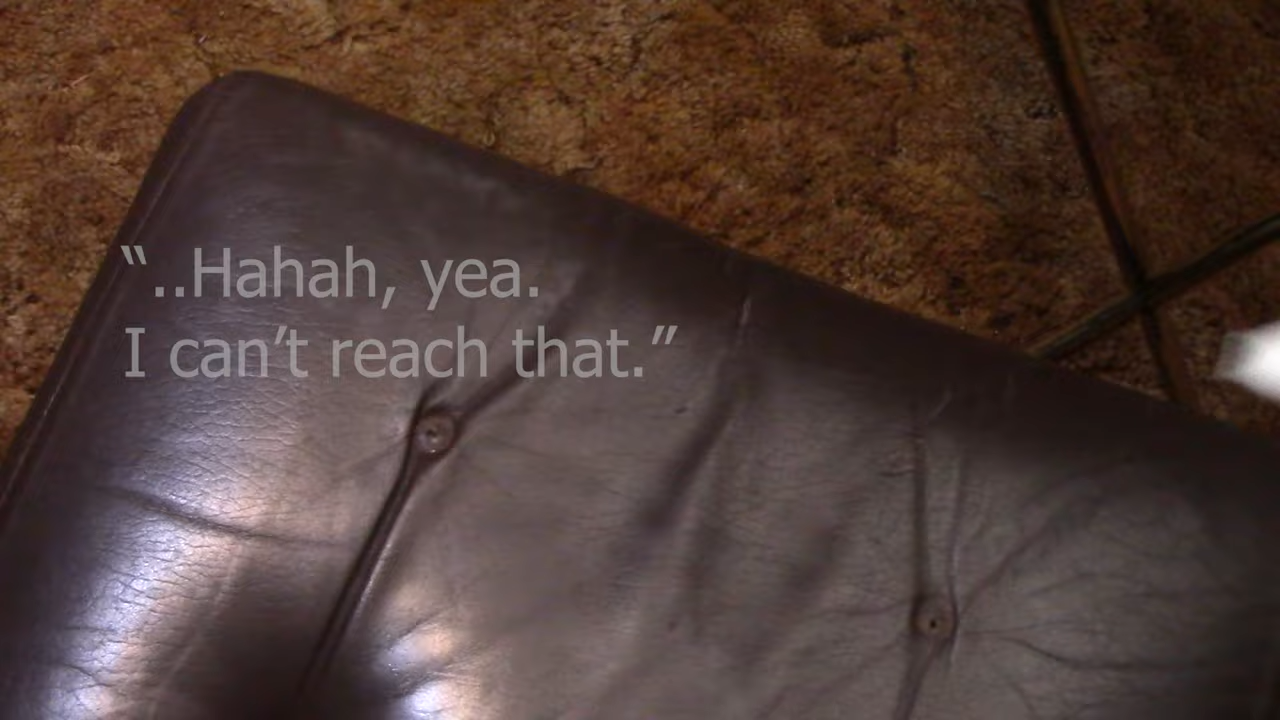 “ ..Hahah, yea.
I can’t reach that.”